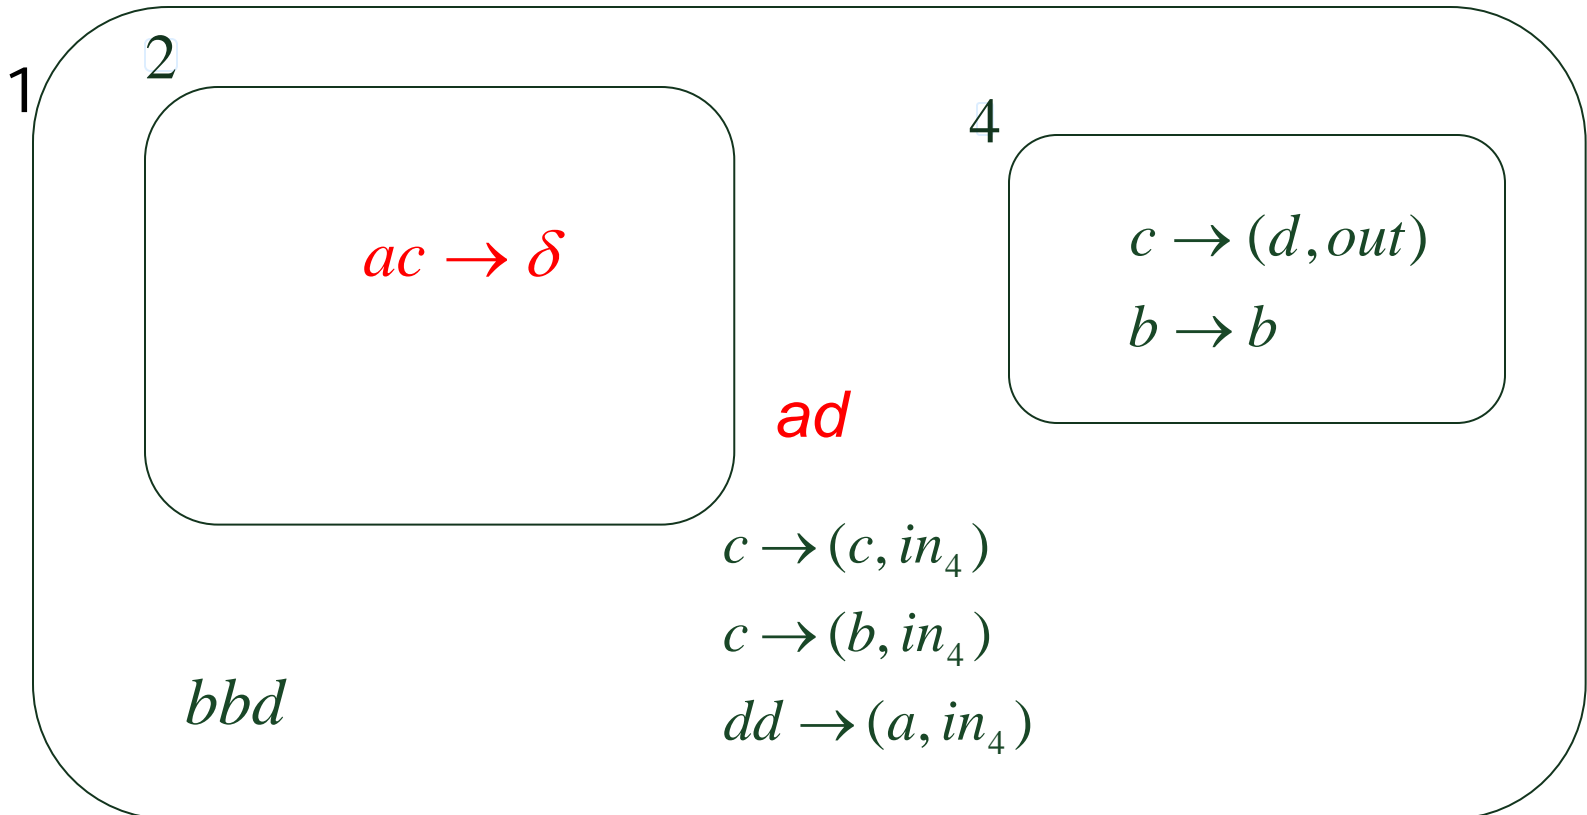 1
2
4
ac → δ
c → (d, out)
b → b
ad
c → (c, in₄)
c → (b, in₄)
dd → (a, in₄)
bbd